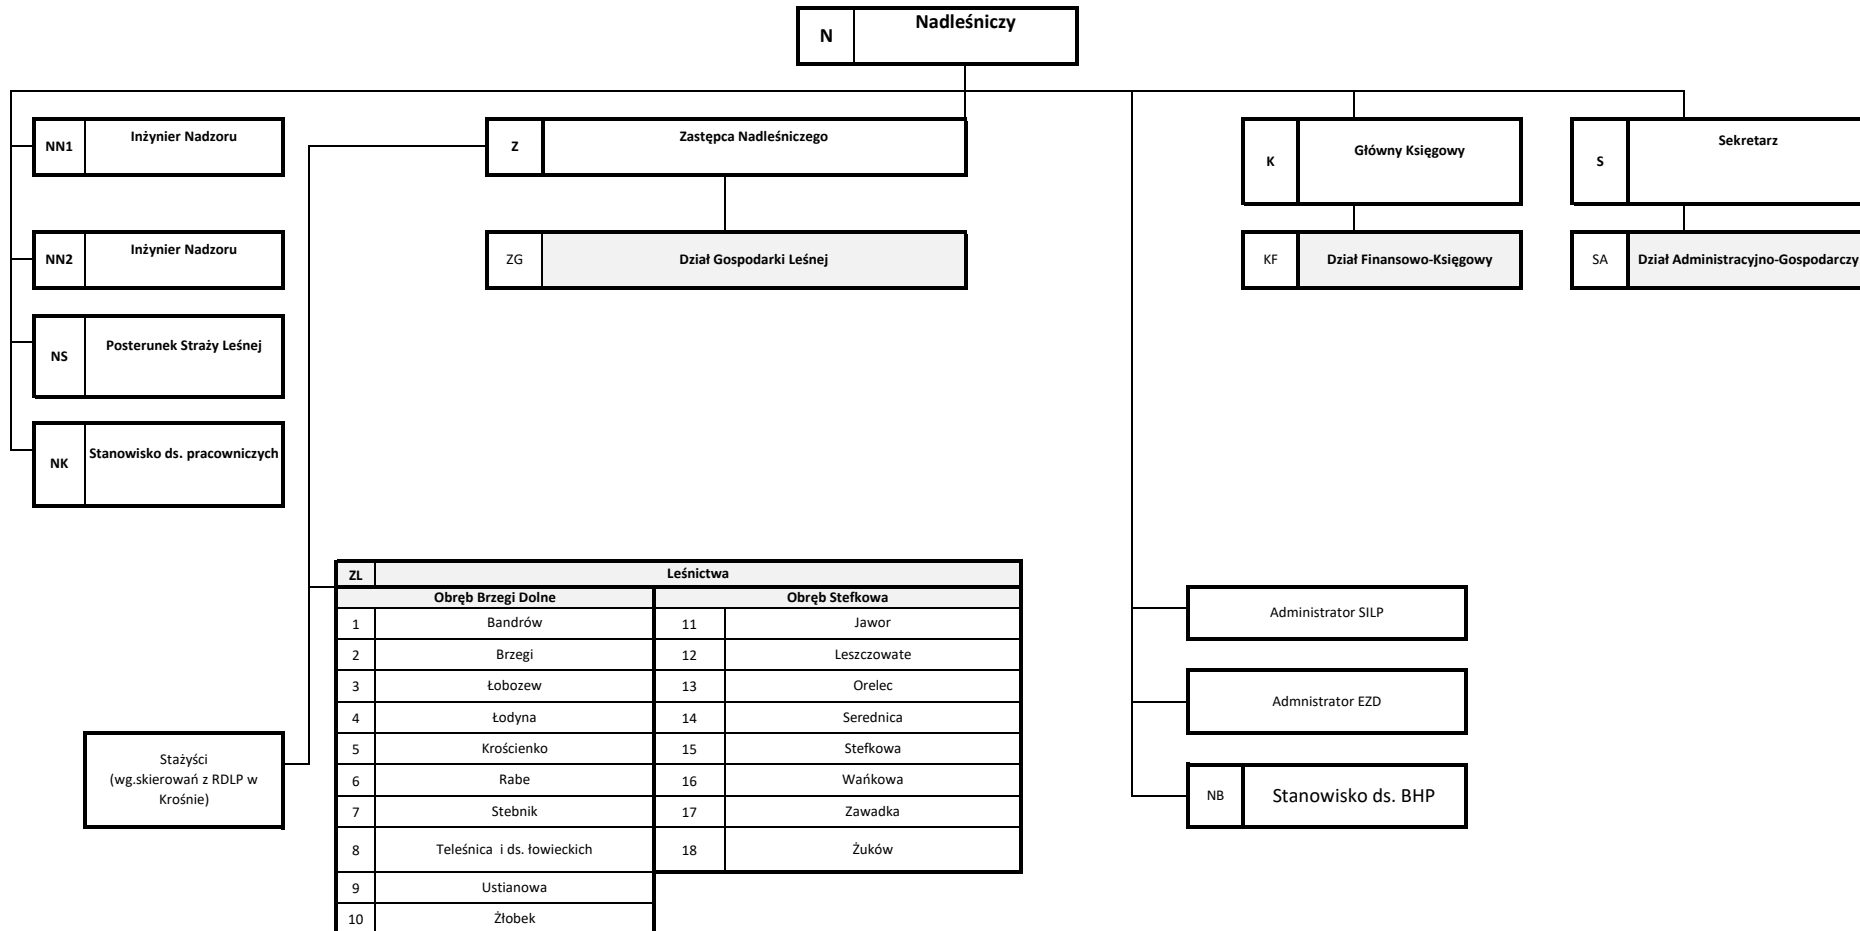 N Nadleśniczy
NN1 Inżynier Nadzoru
Z Zastępca Nadleśniczego
K Główny Księgowy
S Sekretarz
NN2 Inżynier Nadzoru
ZG Dział Gospodarki Leśnej
KF Dział Finansowo-Księgowy
SA Dział Administracyjno-Gospodarczy
NS Posterunek Straży Leśnej
NK Stanowisko ds. pracowniczych
ZL Leśnictwa
Obręb Brzegi Dolne Obręb Stefkowa
1 Bandrów 11 Jawor
2 Brzegi 12 Leszczowate
3 Łobozew 13 Orelec
4 Łodyna 14 Serednica
5 Krościenko 15 Stefkowa
6 Rabe 16 Wańkowa
7 Stebnik 17 Zawadka
8 Teleśnica i ds. łowieckich 18 Żuków
9 Ustianowa
10 Żłobek
Stażyści
(wg.skierowań z RDLP w
Krośnie)
Administrator SILP
Admnistrator EZD
NB Stanowisko ds. BHP